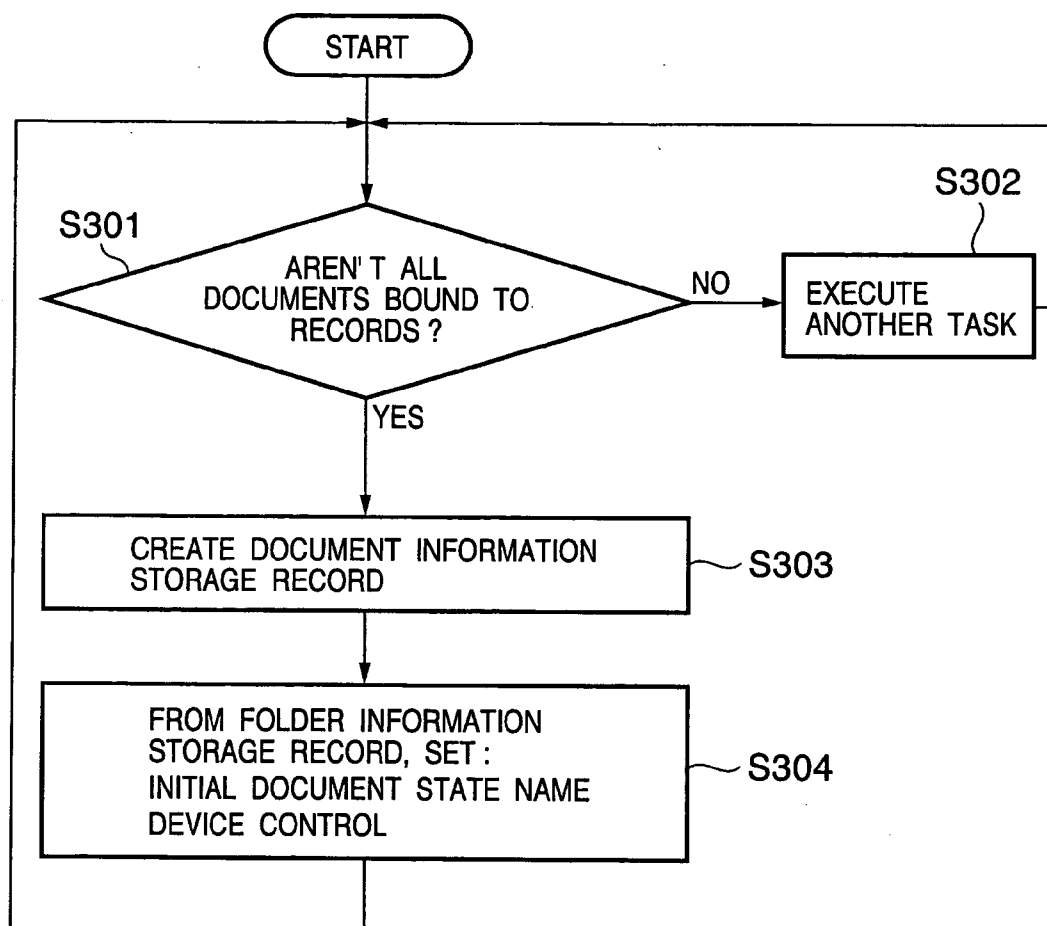 START
S301
AREN'T ALL
DOCUMENTS BOUND TO
RECORDS?
NO
S302
EXECUTE
ANOTHER TASK
YES
CREATE DOCUMENT INFORMATION
STORAGE RECORD
S303
FROM FOLDER INFORMATION
STORAGE RECORD, SET:
INITIAL DOCUMENT STATE NAME
DEVICE CONTROL
S304